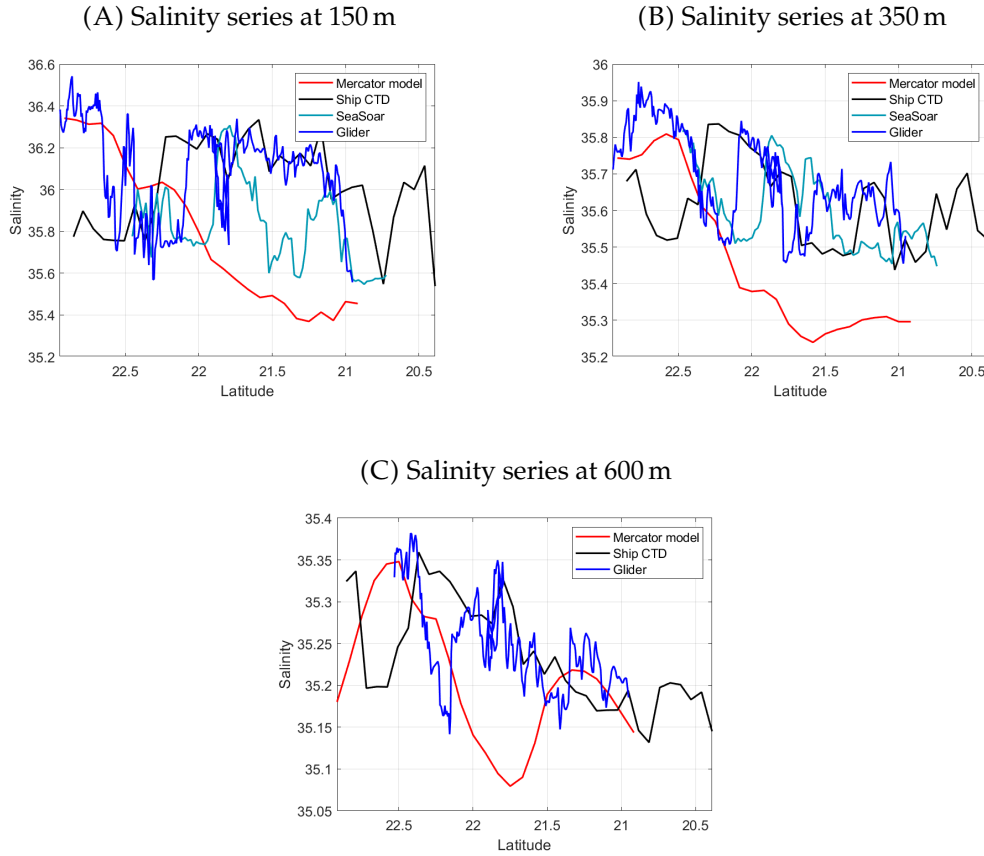 (A) Salinity series at 150 m
36.6
36.4
36.2
36
35.8
35.6
35.4
35.2
Salinity
22.5
22
21.5
21
20.5
Latitude
Mercator model
Ship CTD
SeaSoar
Glider
(B) Salinity series at 350 m
36
35.9
35.8
35.7
35.6
35.5
35.4
35.3
35.2
Salinity
22.5
22
21.5
21
20.5
Latitude
Mercator model
Ship CTD
SeaSoar
Glider
(C) Salinity series at 600 m
35.4
35.35
35.3
35.25
35.2
35.15
35.1
35.05
Salinity
22.5
22
21.5
21
20.5
Latitude
Mercator model
Ship CTD
Glider